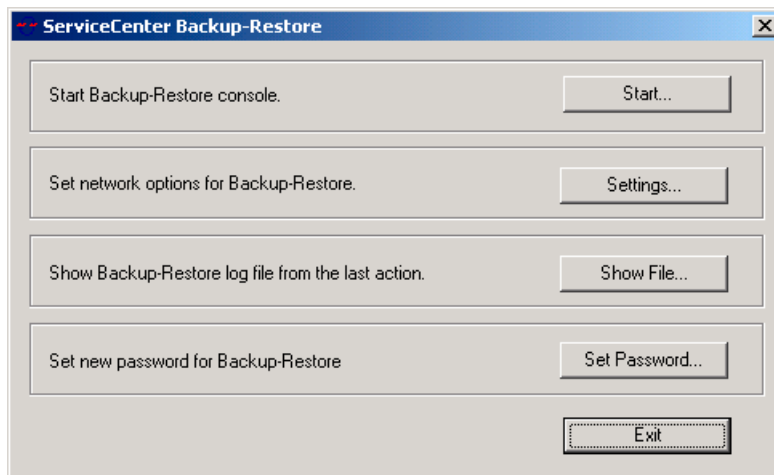 ServiceCenter Backup-Restore
Start Backup-Restore console.
Start...
Set network options for Backup-Restore.
Settings...
Show Backup-Restore log file from the last action.
Show File...
Set new password for Backup-Restore
Set Password...
Exit